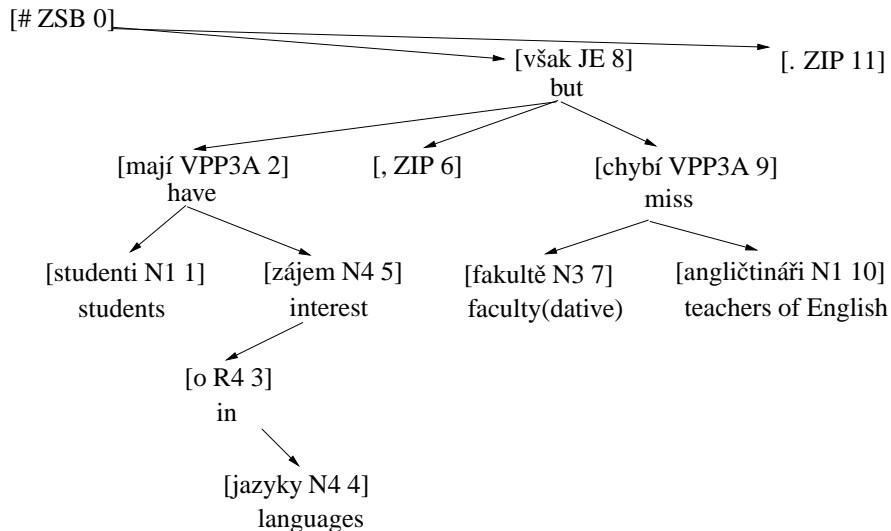 [# ZSB 0]
[však JE 8]
[. ZIP 11]
but
[mají VPP3A 2]
[, ZIP 6]
[chybí VPP3A 9]
have
miss
[studenti N1 1]
[zájem N4 5]
[fakultě N3 7]
[angličtináři N1 10]
students
interest
faculty(dative)
teachers of English
[o R4 3]
in
[jazyky N4 4]
languages